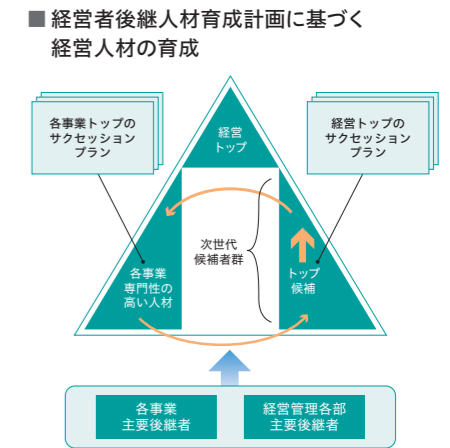 ■ 経営者後継人材育成計画に基づく
経営人材の育成
各事業トップの
サクセッション
プラン
経営トップの
サクセッション
プラン
経営
トップ
次世代
候補者群
各事業
専門性の
高い人材
トップ
候補
各事業
主要後継者
経営管理各部
主要後継者